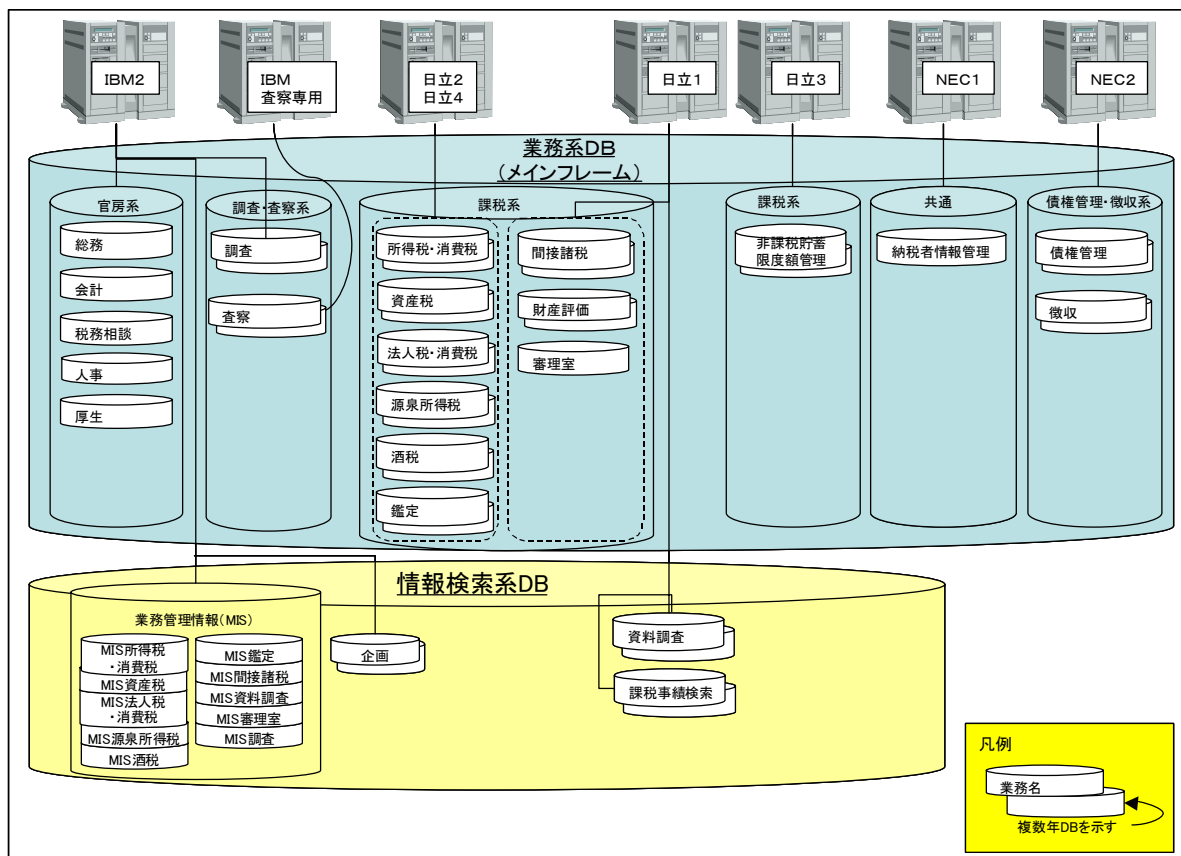 IBM2
IBM
査察専用
日立2
日立4
日立1
日立3
NEC1
NEC2
業務系DB
(メインフレーム)
官房系
総務
会計
税務相談
人事
厚生
調査・査察系
調査
査察
課税系
所得税・消費税
資産税
法人税・消費税
源泉所得税
酒税
鑑定
間接諸税
財産評価
審理室
課税系
非課税貯蓄
限度額管理
共通
納税者情報管理
債権管理・徴収系
債権管理
徴収
情報検索系DB
業務管理情報(MIS)
MIS所得税
・消費税
MIS資産税
MIS法人税
・消費税
MIS源泉所得税
MIS酒税
MIS鑑定
MIS間接諸税
MIS資料調査
MIS審理室
MIS調査
企画
資料調査
課税事績検索
凡例
業務名
複数年DBを示す